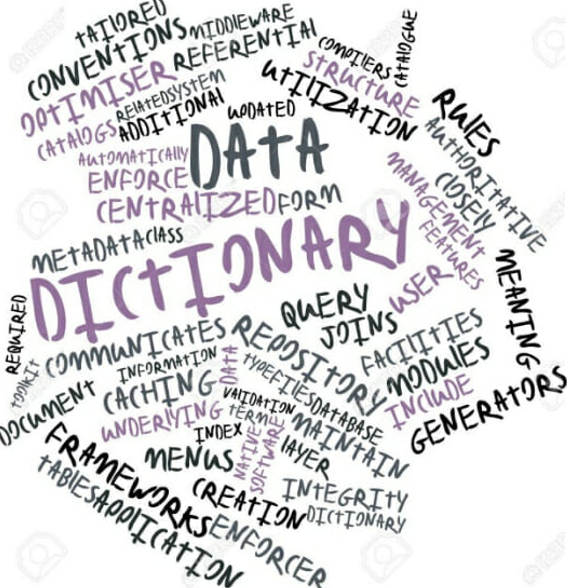 tAILORED
CONVENTIONS
MIDDLEWARE
REFERENTIAL
COMPILERS
CATALOGUE
OPTIMISER
STRUCTURE
UTILIZATION
RELATEDSYSTEM
CATALOGS
ADDITIONAL
UPDATED
RULES
AUTHORITATIVE
AUTOMATICALLY
DATA
ENFORCE
MANAGEMENT
CLOSELY
CENTRALIZED
FORM
FEATURES
METADATA
CLASS
DICTIONARY
USER
MEANING
QUERY
JOINS
REQUIRED
COMMUNICATES
REPOSITORY
FACILITIES
TOOLKIT
INFORMATION
DATA
TYPE
FILES
MODULES
DOCUMENT
CACHING
VALIDATION
DATABASE
INCLUDE
GENERATORS
UNDERLYING
TERM
MAINTAIN
INDEX
NATIVE
SOFTWARE
LAYER
MENUS
FRAMEWORKS
CREATION
INTEGRITY
DICTIONARY
TABLES
APPLICATION
ENFORCER